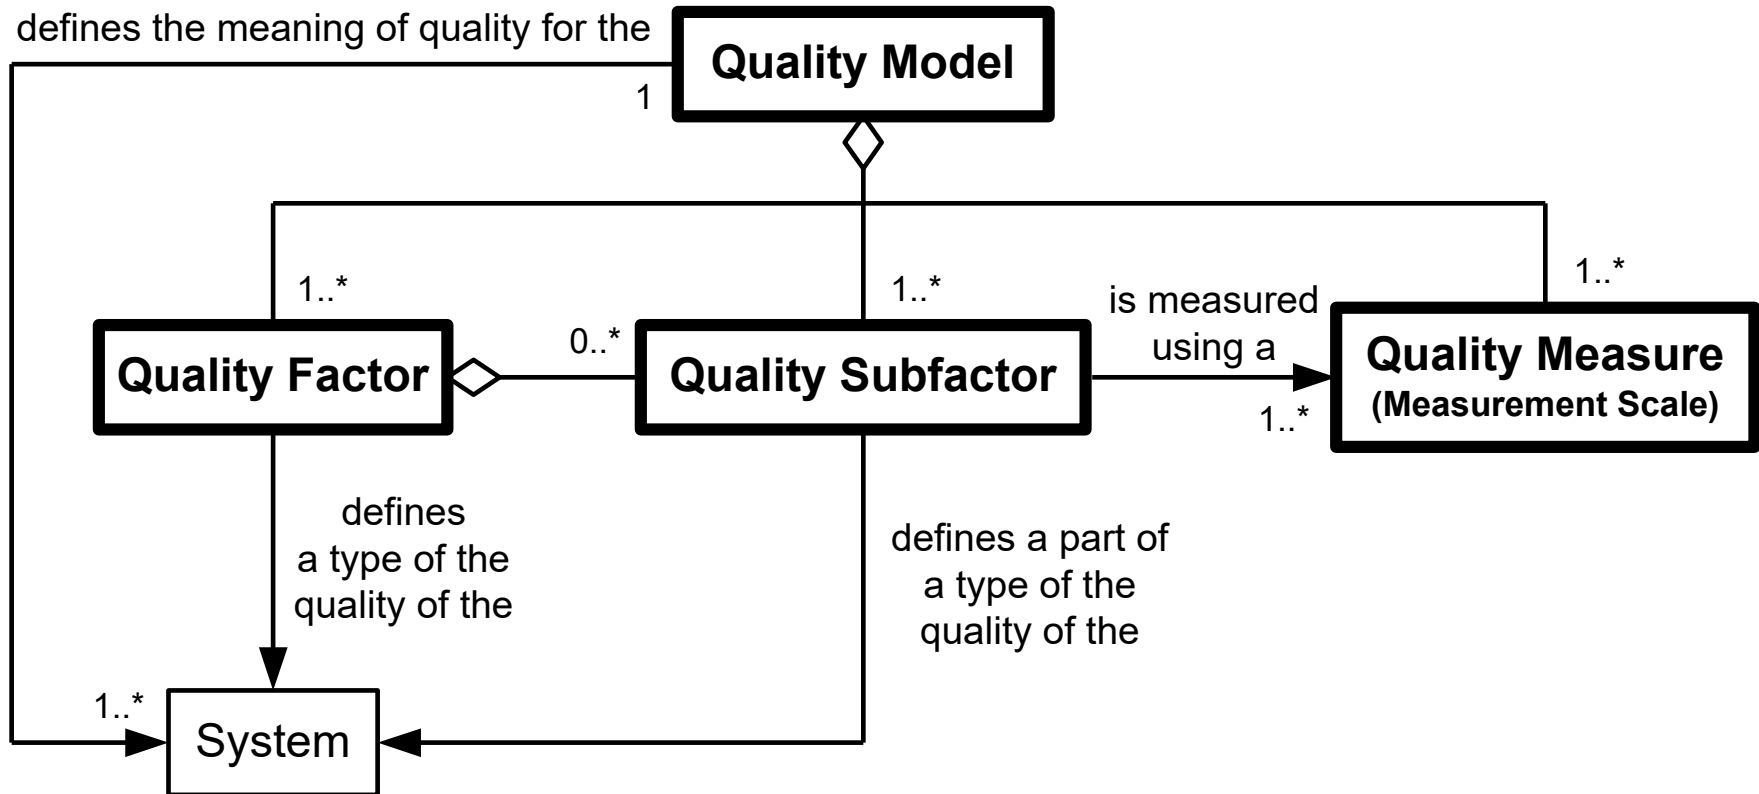 defines the meaning of quality for the
Quality Model
1
1..*
1..*
1..*
is measured
using a
0..*
Quality Factor
Quality Subfactor
Quality Measure
(Measurement Scale)
1..*
defines
a type of the
quality of the
defines a part of
a type of the
quality of the
1..*
System